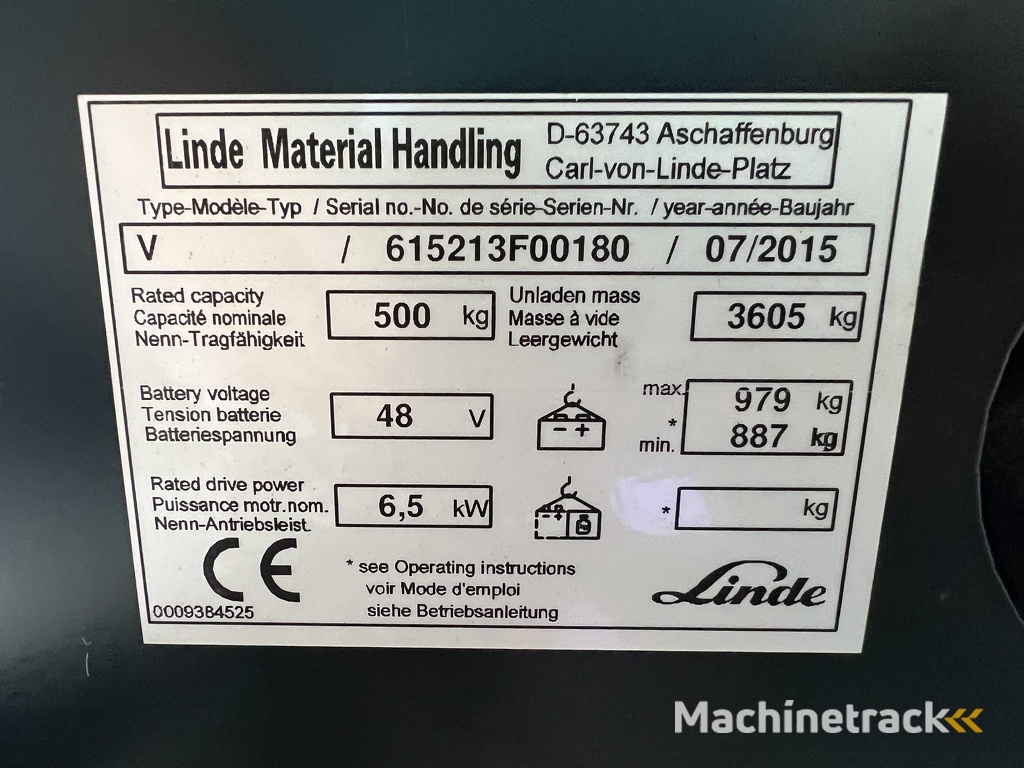 Linde Material Handling
D-63743 Aschaffenburg
Carl-von-Linde-Platz
Type-Modèle-Typ / Serial no.-No. de série-Serien-Nr. / year-année-Baujahr
V / 615213F00180 / 07/2015
Rated capacity
Capacité nominale
Nenn-Tragfähigkeit
500 kg
Unladen mass
Masse à vide
Leergewicht
3605 kg
Battery voltage
Tension batterie
Batteriespannung
48 V
- +
max. 979 kg
*
min. 887 kg
Rated drive power
Puissance motr.nom.
Nenn-Antriebsleist.
6,5 kW
- +
* kg
CE
0009384525
* see Operating instructions
voir Mode d'emploi
siehe Betriebsanleitung
Linde
Machinetrack